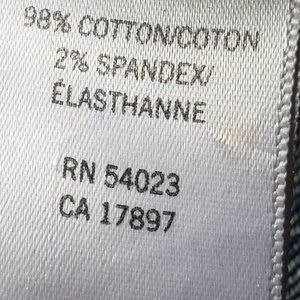 98% COTTON/COTON
2% SPANDEX/
ÉLASTHANNE
RN 54023
CA 17897